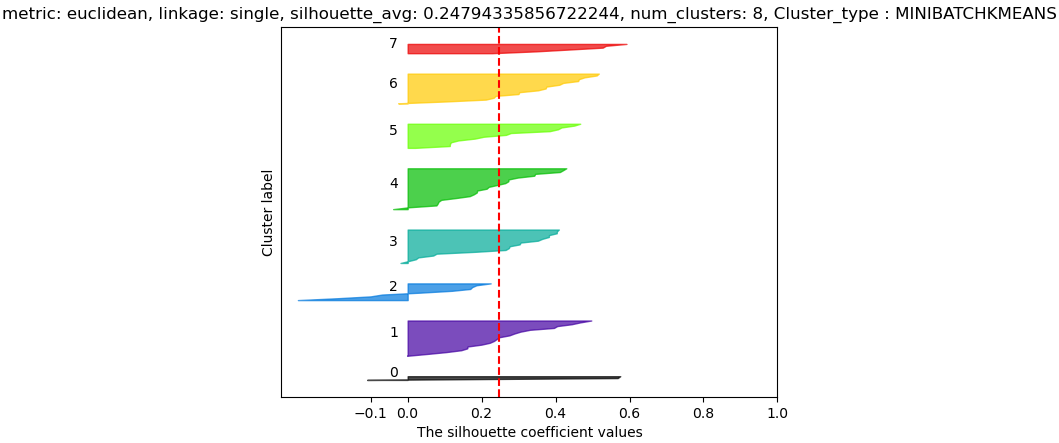 metric: euclidean, linkage: single, silhouette_avg: 0.24794335856722244, num_clusters: 8, Cluster_type : MINIBATCHKMEANS
7
6
5
4
3
2
1
0
Cluster label
−0.1 0.0 0.2 0.4 0.6 0.8 1.0
The silhouette coefficient values